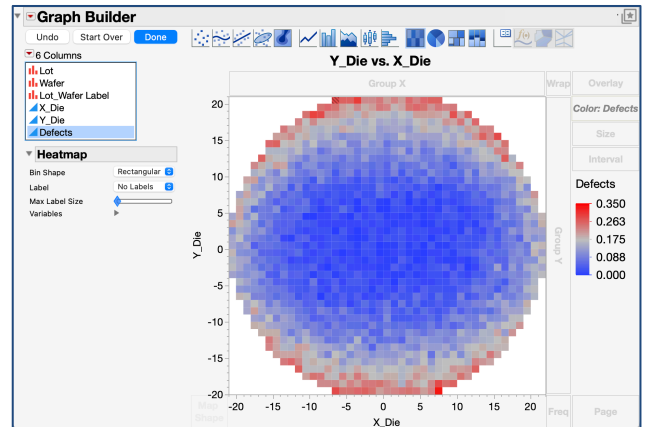 Graph Builder
Undo Start Over Done
6 Columns
Lot
Wafer
Lot_Wafer Label
X_Die
Y_Die
Defects
Heatmap
Bin Shape Rectangular
Label No Labels
Max Label Size
Variables
Y_Die vs. X_Die
Group X
Wrap
Overlay
Color: Defects
Size
Interval
Defects
0.350
0.263
0.175
0.088
0.000
Group Y
Y_Die
20
15
10
5
0
-5
-10
-15
-20
-20 -15 -10 -5 0 5 10 15 20
X_Die
Map
Shape
Freq
Page